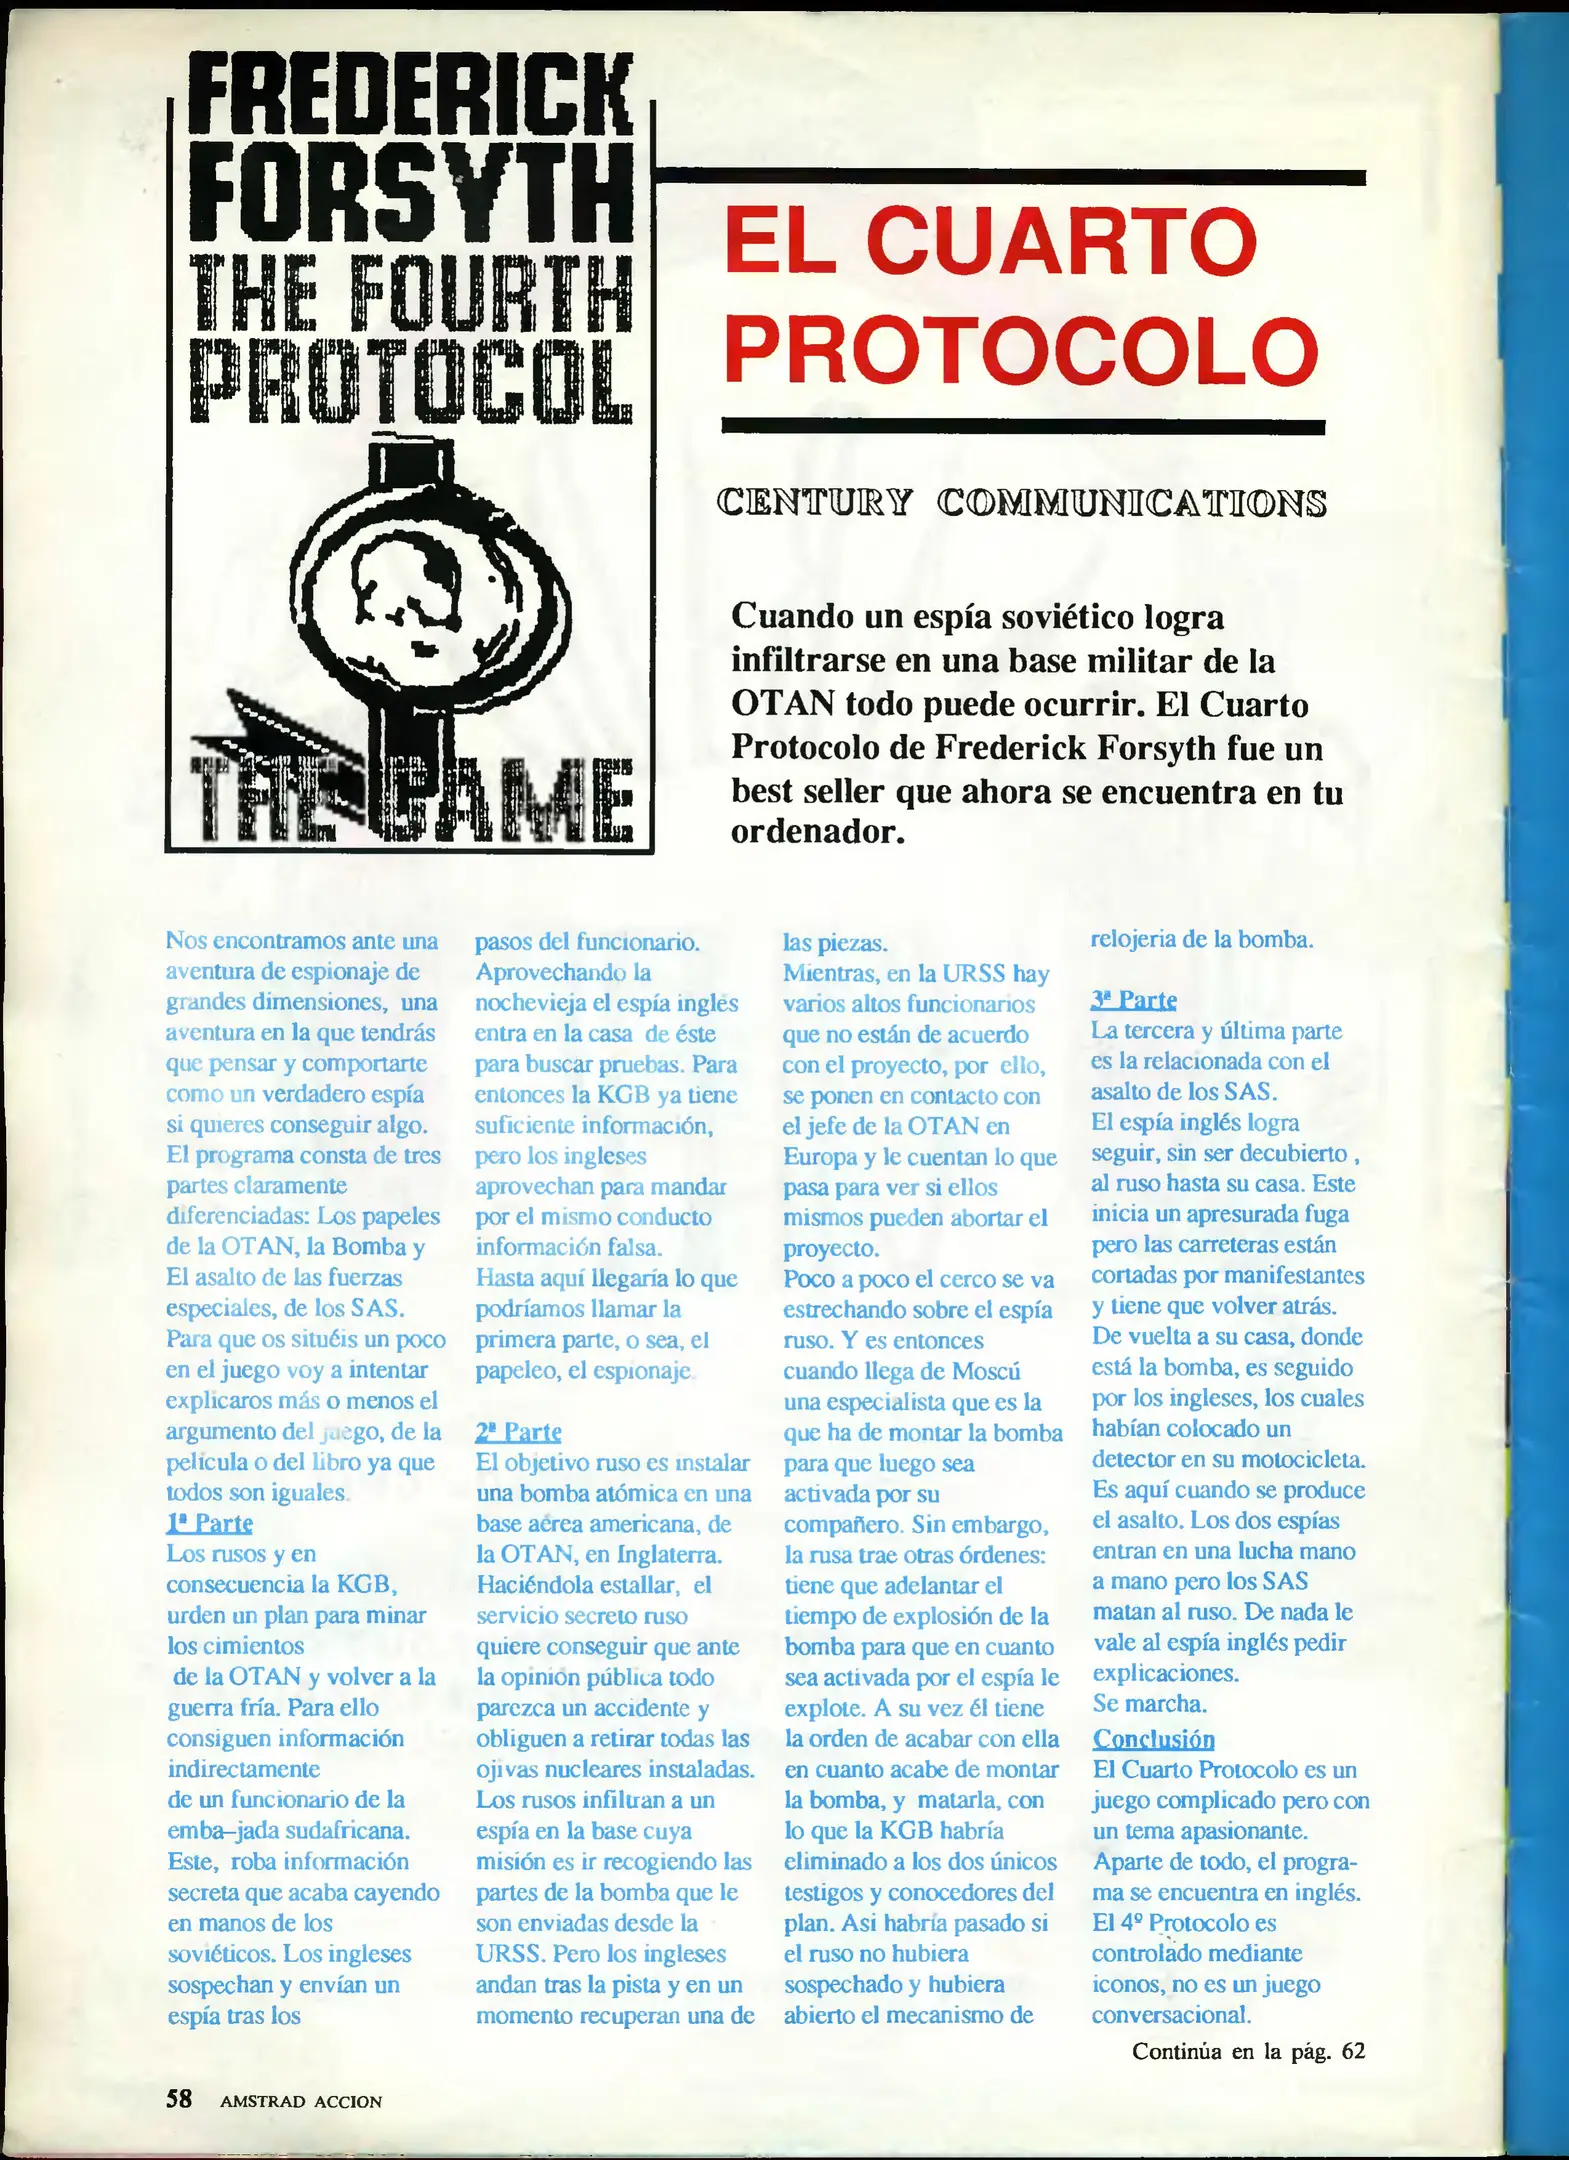 FREDERICK
FORSYTH
THE FOURTH
PROTOCOL
THE GAME
EL CUARTO
PROTOCOLO
CENTURY COMMUNICATIONS
Cuando un espía soviético logra
infiltrarse en una base militar de la
OTAN todo puede ocurrir. El Cuarto
Protocolo de Frederick Forsyth fue un
best seller que ahora se encuentra en tu
ordenador.
Nos encontramos ante una
aventura de espionaje de
grandes dimensiones, una
aventura en la que tendrás
que pensar y comportarte
como un verdadero espía
si quieres conseguir algo.
El programa consta de tres
partes claramente
diferenciadas: Los papeles
de la OTAN, la Bomba y
El asalto de las fuerzas
especiales, de los SAS.
Para que os situéis un poco
en el juego voy a intentar
explicaros más o menos el
argumento del juego, de la
película o del libro ya que
todos son iguales.
1ª Parte
Los rusos y en
consecuencia la KGB,
urden un plan para minar
los cimientos
de la OTAN y volver a la
guerra fría. Para ello
consiguen información
indirectamente
de un funcionario de la
emba-jada sudafricana.
Este, roba información
secreta que acaba cayendo
en manos de los
soviéticos. Los ingleses
sospechan y envían un
espía tras los
pasos del funcionario.
Aprovechando la
nochevieja el espía inglés
entra en la casa de éste
para buscar pruebas. Para
entonces la KGB ya tiene
suficiente información,
pero los ingleses
aprovechan para mandar
por el mismo conducto
información falsa.
Hasta aquí llegaría lo que
podríamos llamar la
primera parte, o sea, el
papeleo, el espionaje.
2ª Parte
El objetivo ruso es instalar
una bomba atómica en una
base aérea americana, de
la OTAN, en Inglaterra.
Haciéndola estallar, el
servicio secreto ruso
quiere conseguir que ante
la opinión pública todo
parezca un accidente y
obliguen a retirar todas las
ojivas nucleares instaladas.
Los rusos infiltran a un
espía en la base cuya
misión es ir recogiendo las
partes de la bomba que le
son enviadas desde la
URSS. Pero los ingleses
andan tras la pista y en un
momento recuperan una de
las piezas.
Mientras, en la URSS hay
varios altos funcionarios
que no están de acuerdo
con el proyecto, por ello,
se ponen en contacto con
el jefe de la OTAN en
Europa y le cuentan lo que
pasa para ver si ellos
mismos pueden abortar el
proyecto.
Poco a poco el cerco se va
estrechando sobre el espía
ruso. Y es entonces
cuando llega de Moscú
una especialista que es la
que ha de montar la bomba
para que luego sea
activada por su
compañero. Sin embargo,
la rusa trae otras órdenes:
tiene que adelantar el
tiempo de explosión de la
bomba para que en cuanto
sea activada por el espía le
explote. A su vez él tiene
la orden de acabar con ella
en cuanto acabe de montar
la bomba, y matarla, con
lo que la KGB habría
eliminado a los dos únicos
testigos y conocedores del
plan. Asi habría pasado si
el ruso no hubiera
sospechado y hubiera
abierto el mecanismo de
relojeria de la bomba.
3ª Parte
La tercera y última parte
es la relacionada con el
asalto de los SAS.
El espía inglés logra
seguir, sin ser decubierto ,
al ruso hasta su casa. Este
inicia un apresurada fuga
pero las carreteras están
cortadas por manifestantes
y tiene que volver atrás.
De vuelta a su casa, donde
está la bomba, es seguido
por los ingleses, los cuales
habían colocado un
detector en su motocicleta.
Es aquí cuando se produce
el asalto. Los dos espías
entran en una lucha mano
a mano pero los SAS
matan al ruso. De nada le
vale al espía inglés pedir
explicaciones.
Se marcha.
Conclusión
El Cuarto Protocolo es un
juego complicado pero con
un tema apasionante.
Aparte de todo, el progra-
ma se encuentra en inglés.
El 4º Protocolo es
controlado mediante
iconos, no es un juego
conversacional.
Continúa en la pág. 62
58 AMSTRAD ACCION